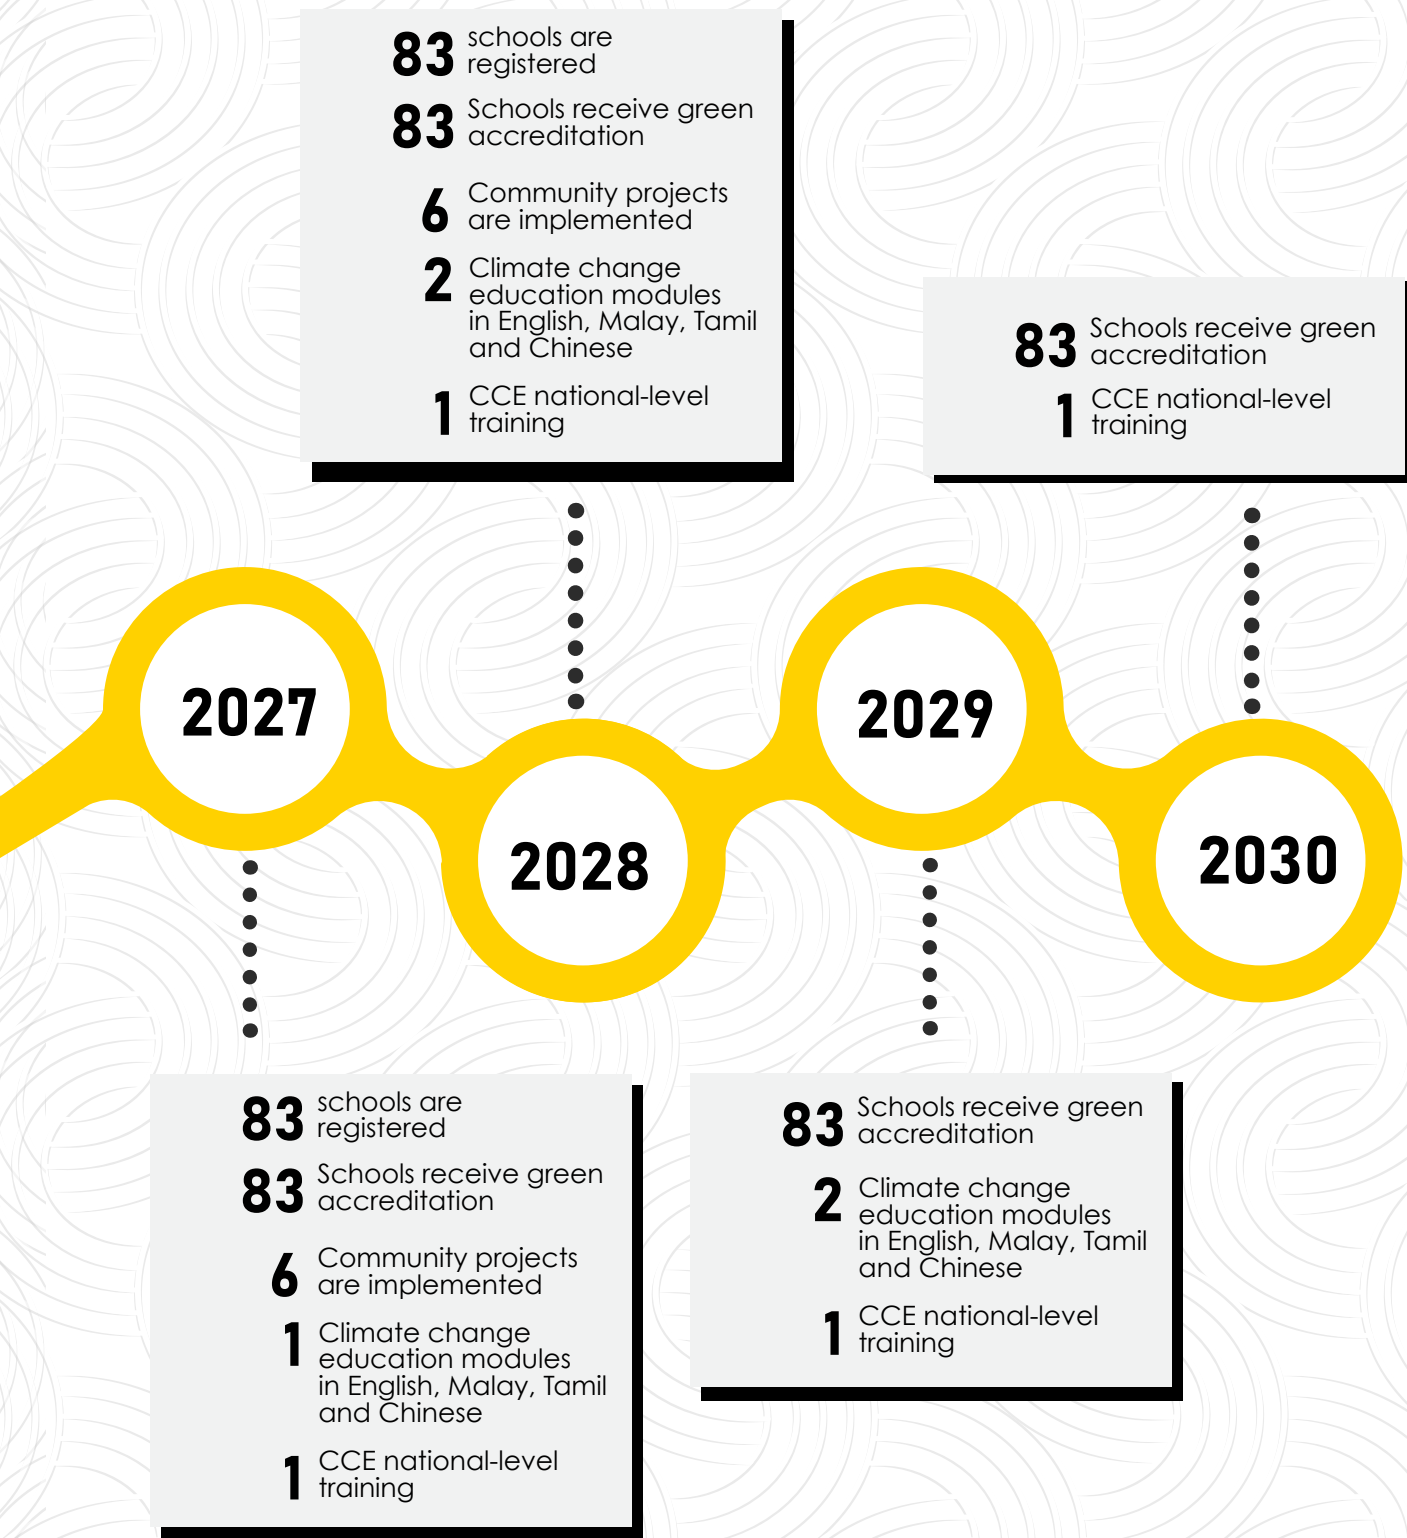 83 schools are
registered
83 Schools receive green
accreditation
6 Community projects
are implemented
2 Climate change
education modules
in English, Malay, Tamil
and Chinese
1 CCE national-level
training
83 Schools receive green
accreditation
1 CCE national-level
training
2027
2028
2029
2030
83 schools are
registered
83 Schools receive green
accreditation
6 Community projects
are implemented
1 Climate change
education modules
in English, Malay, Tamil
and Chinese
1 CCE national-level
training
83 Schools receive green
accreditation
2 Climate change
education modules
in English, Malay, Tamil
and Chinese
1 CCE national-level
training